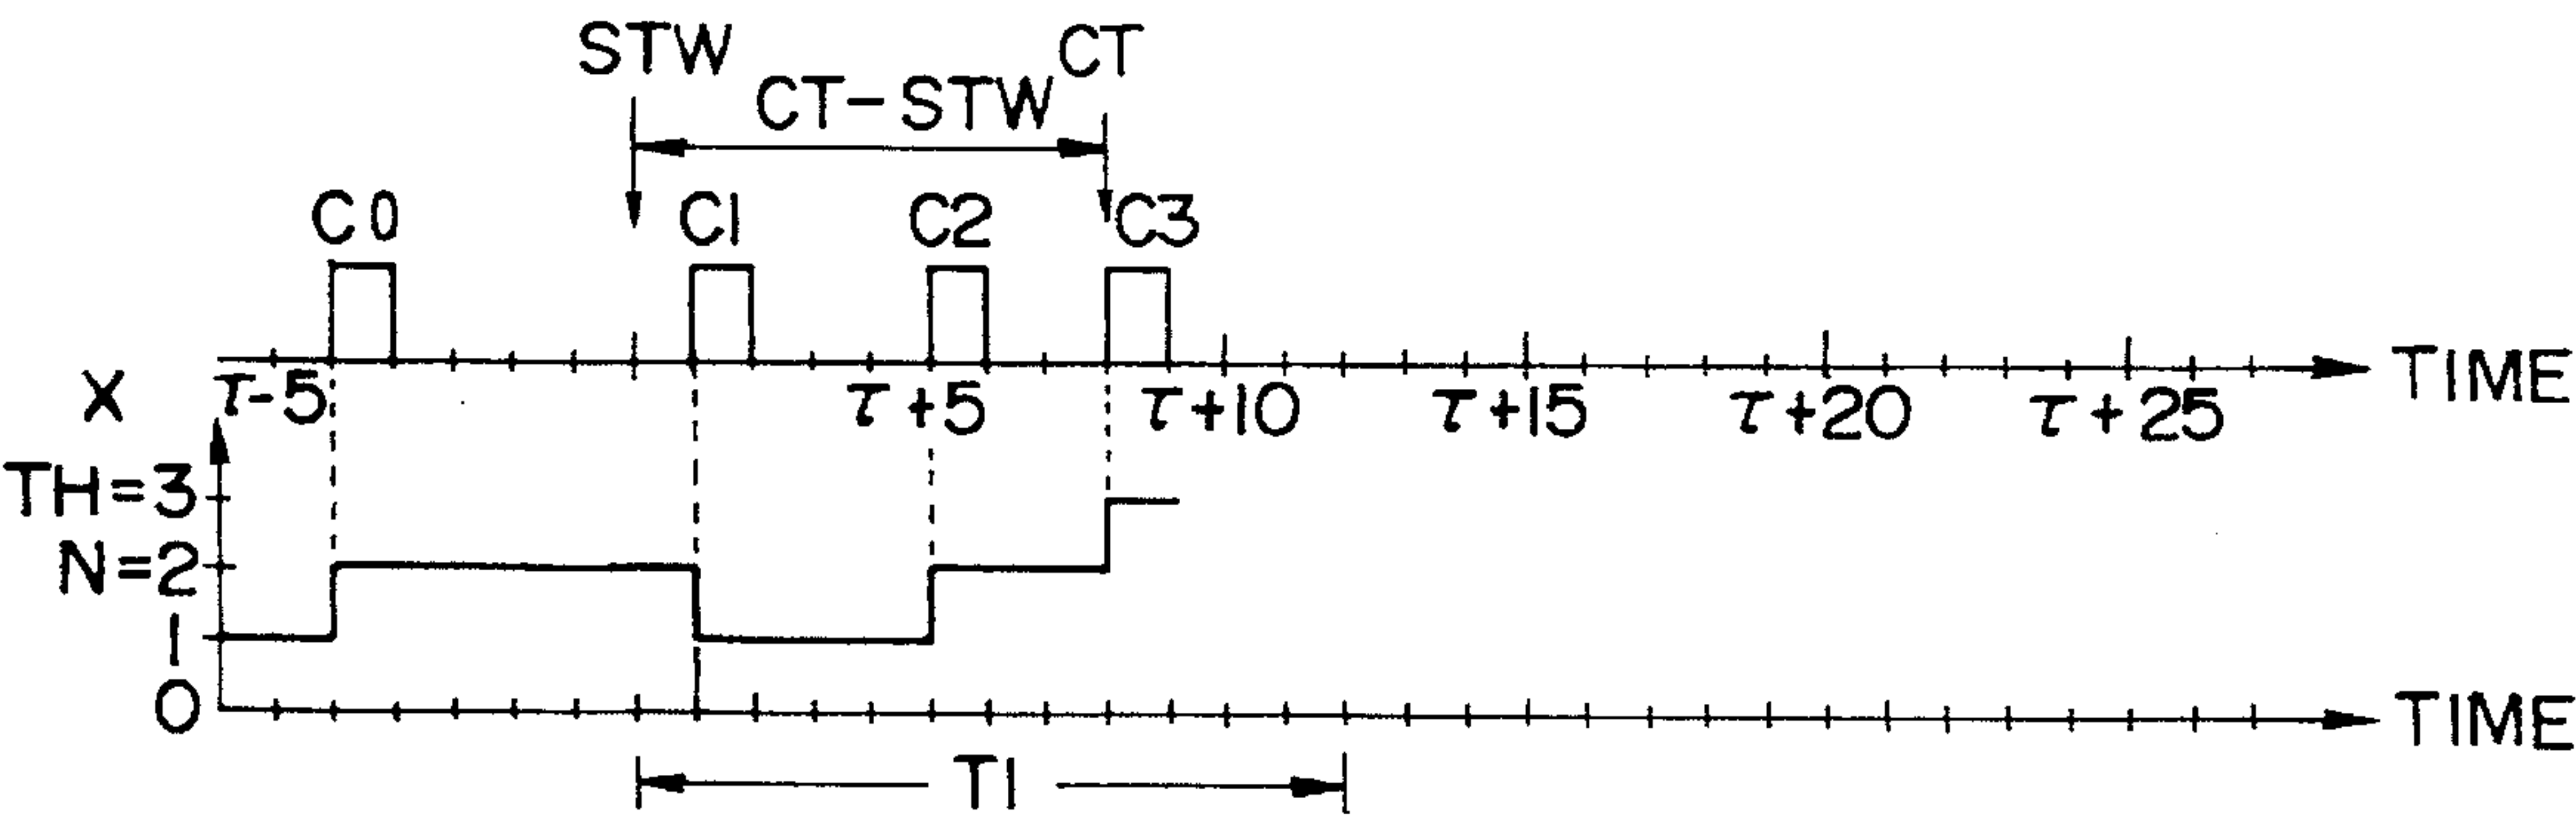 STW CT
CT-STW
C0 C1 C2 C3
τ-5 τ+5 τ+10 τ+15 τ+20 τ+25 TIME
X
TH=3
N=2
1
0 TIME
T1